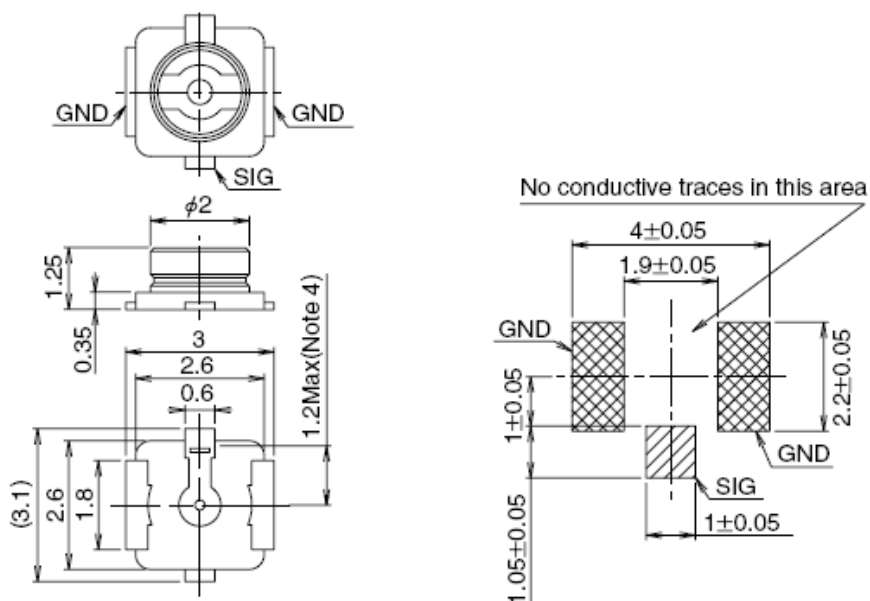 GND
GND
SIG
ϕ2
1.25
0.35
3
2.6
0.6
1.2Max(Note 4)
(3.1)
2.6
1.8
No conductive traces in this area
4±0.05
1.9±0.05
GND
2.2±0.05
1±0.05
GND
SIG
1.05±0.05
1±0.05